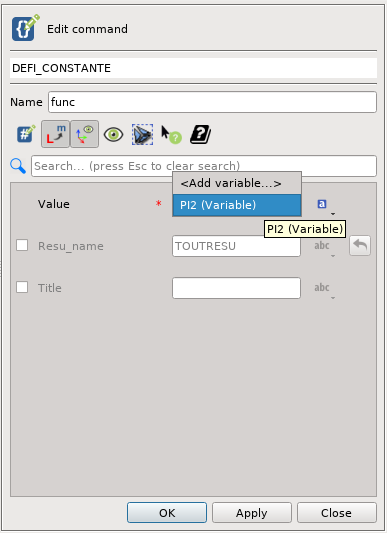 Edit command
DEFI_CONSTANTE
Name func
Search... (press Esc to clear search)
<Add variable...>
Value * PI2 (Variable) a
PI2 (Variable)
Resu_name TOUTRESU abc
Title abc
OK Apply Close